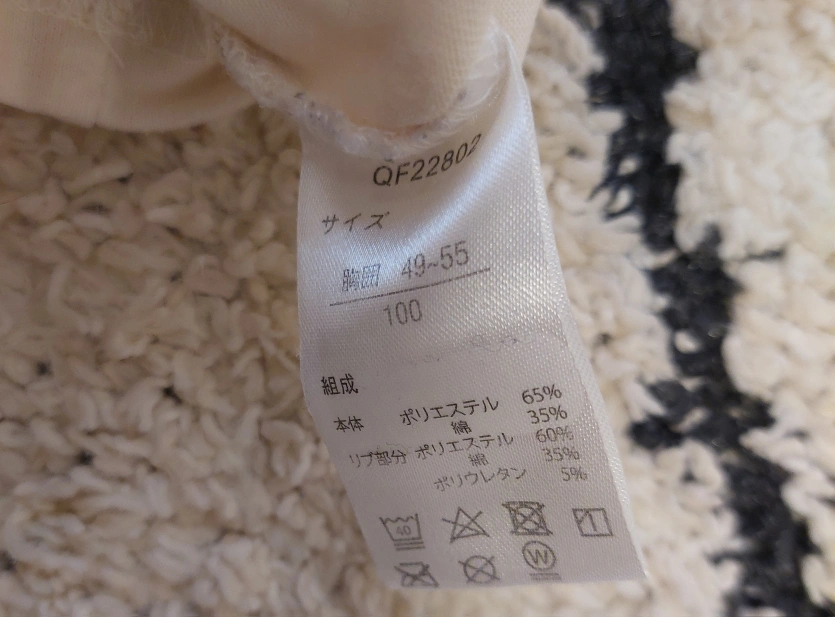 QF22802
サイズ
胸囲 49~55
100
組成
本体 ポリエステル 65%
綿 35%
リブ部分 ポリエステル 60%
綿 35%
ポリウレタン 5%
40
W